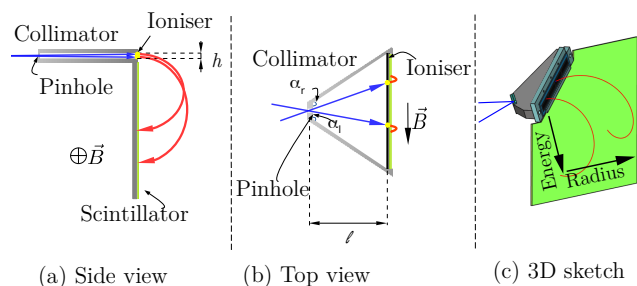 Collimator
Ioniser
Pinhole
h
⊕B⃗
Scintillator
(a) Side view
Collimator
Ioniser
α_r
α_l
B⃗
Pinhole
ℓ
(b) Top view
Energy
Radius
(c) 3D sketch